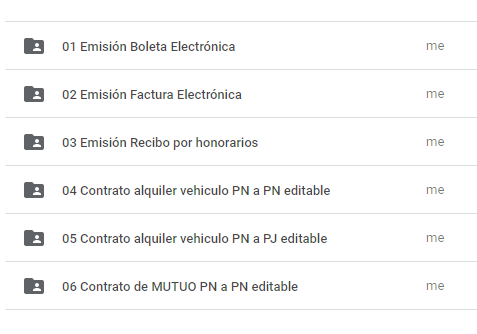 01 Emisión Boleta Electrónica me
02 Emisión Factura Electrónica me
03 Emisión Recibo por honorarios me
04 Contrato alquiler vehiculo PN a PN editable me
05 Contrato alquiler vehiculo PN a PJ editable me
06 Contrato de MUTUO PN a PN editable me